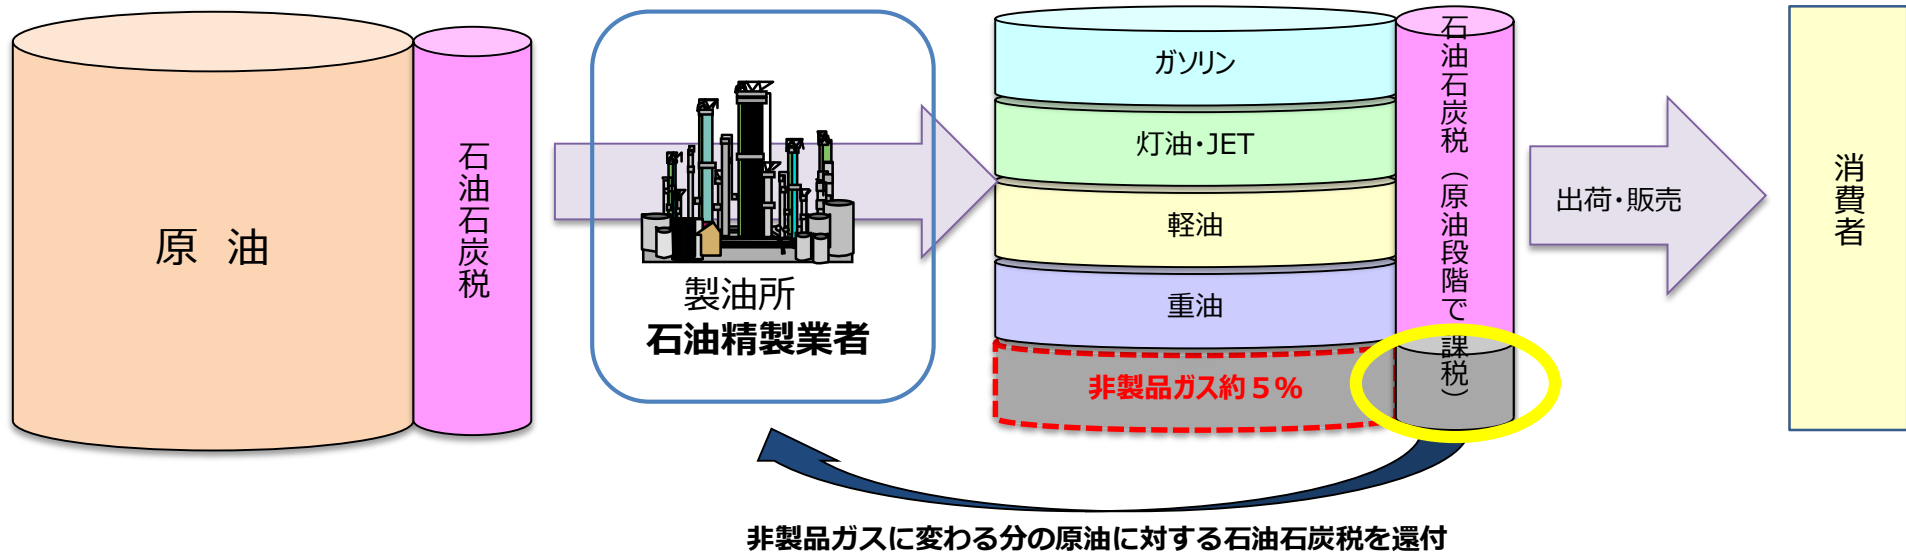 原 油
石油石炭税
製油所
石油精製業者
ガソリン
灯油・JET
軽油
重油
非製品ガス約５％
石油石炭税（原油段階で課税）
出荷・販売
消費者
非製品ガスに変わる分の原油に対する石油石炭税を還付